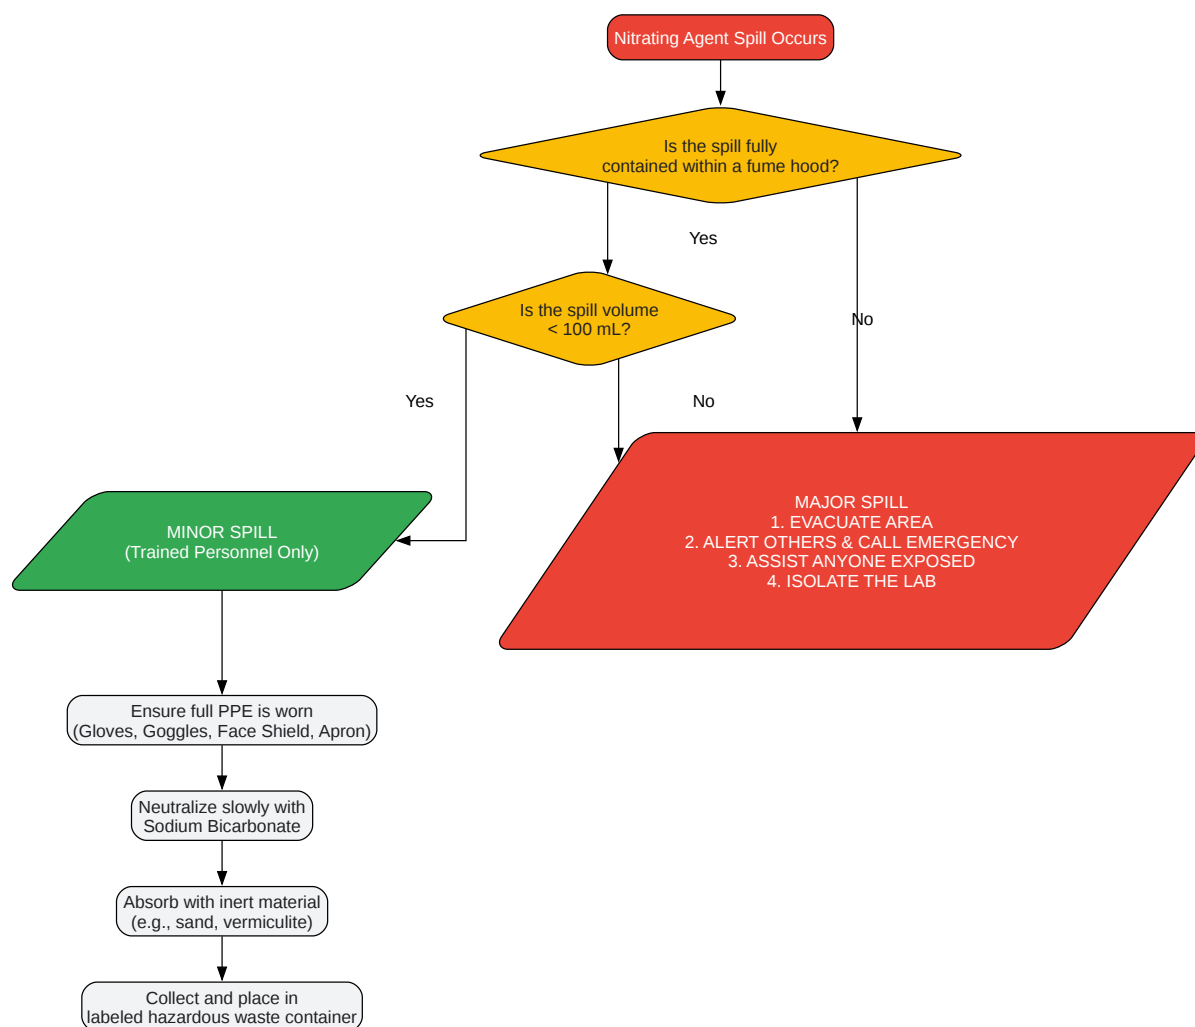 Nitrating Agent Spill Occurs
Is the spill fully
contained within a fume hood?
Yes
No
Is the spill volume
< 100 mL?
Yes
No
MAJOR SPILL
1. EVACUATE AREA
2. ALERT OTHERS & CALL EMERGENCY
3. ASSIST ANYONE EXPOSED
4. ISOLATE THE LAB
MINOR SPILL
(Trained Personnel Only)
Ensure full PPE is worn
(Gloves, Goggles, Face Shield, Apron)
Neutralize slowly with
Sodium Bicarbonate
Absorb with inert material
(e.g., sand, vermiculite)
Collect and place in
labeled hazardous waste container